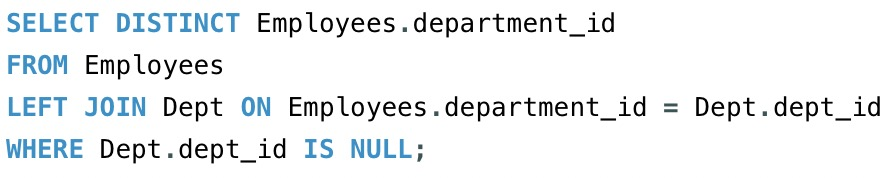 SELECT DISTINCT Employees.department_id
FROM Employees
LEFT JOIN Dept ON Employees.department_id = Dept.dept_id
WHERE Dept.dept_id IS NULL;